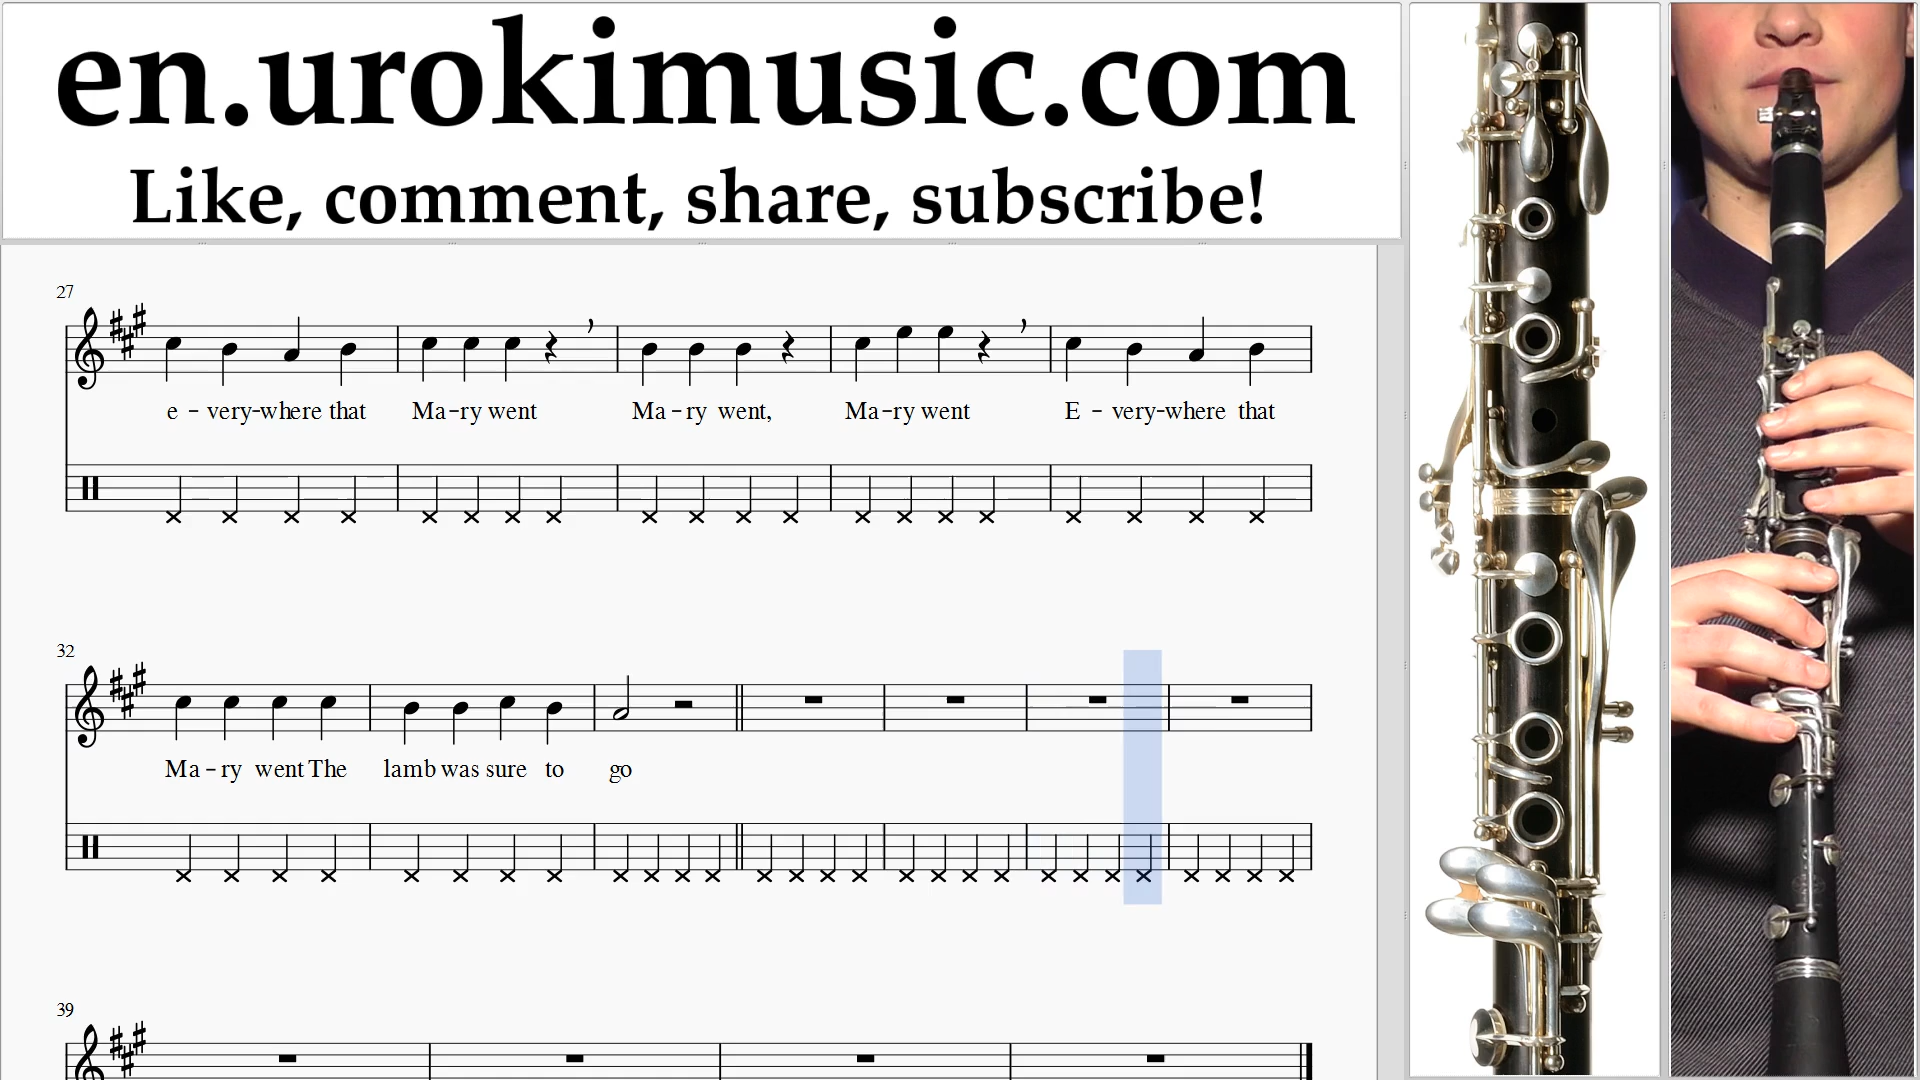 en.urokimusic.com
Like, comment, share, subscribe!
27
e - very-where that Ma-ry went Ma-ry went, Ma-ry went E - very-where that
32
Ma-ry went The lamb was sure to go
39